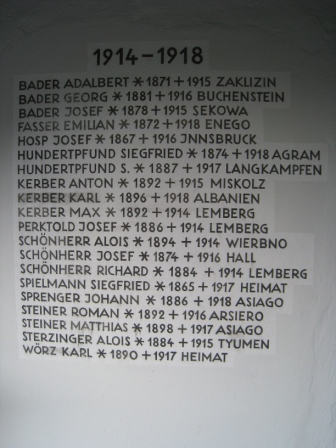 1914-1918
BADER ADALBERT * 1871 + 1915 ZAKLIZIN
BADER GEORG * 1881 + 1916 BUCHENSTEIN
BADER JOSEF * 1878 + 1915 SEKOWA
FASSER EMILIAN * 1872 + 1918 ENEGO
HOSP JOSEF * 1867 + 1916 JNNSBRUCK
HUNDERTPFUND SIEGFRIED * 1874 + 1918 AGRAM
HUNDERTPFUND S. * 1887 + 1917 LANGKAMPFEN
KERBER ANTON * 1892 + 1915 MISKOLZ
KERBER KARL * 1896 + 1918 ALBANIEN
KERBER MAX * 1892 + 1914 LEMBERG
PERKTOLD JOSEF * 1886 + 1914 LEMBERG
SCHÖNHERR ALOIS * 1894 + 1914 WIERBNO
SCHÖNHERR JOSEF * 1874 + 1916 HALL
SCHÖNHERR RICHARD * 1884 + 1914 LEMBERG
SPIELMANN SIEGFRIED * 1865 + 1917 HEIMAT
SPRENGER JOHANN * 1886 + 1918 ASIAGO
STEINER ROMAN * 1892 + 1916 ARSIERO
STEINER MATTHIAS * 1898 + 1917 ASIAGO
STERZINGER ALOIS * 1884 + 1915 TYUMEN
WÖRZ KARL * 1890 + 1917 HEIMAT